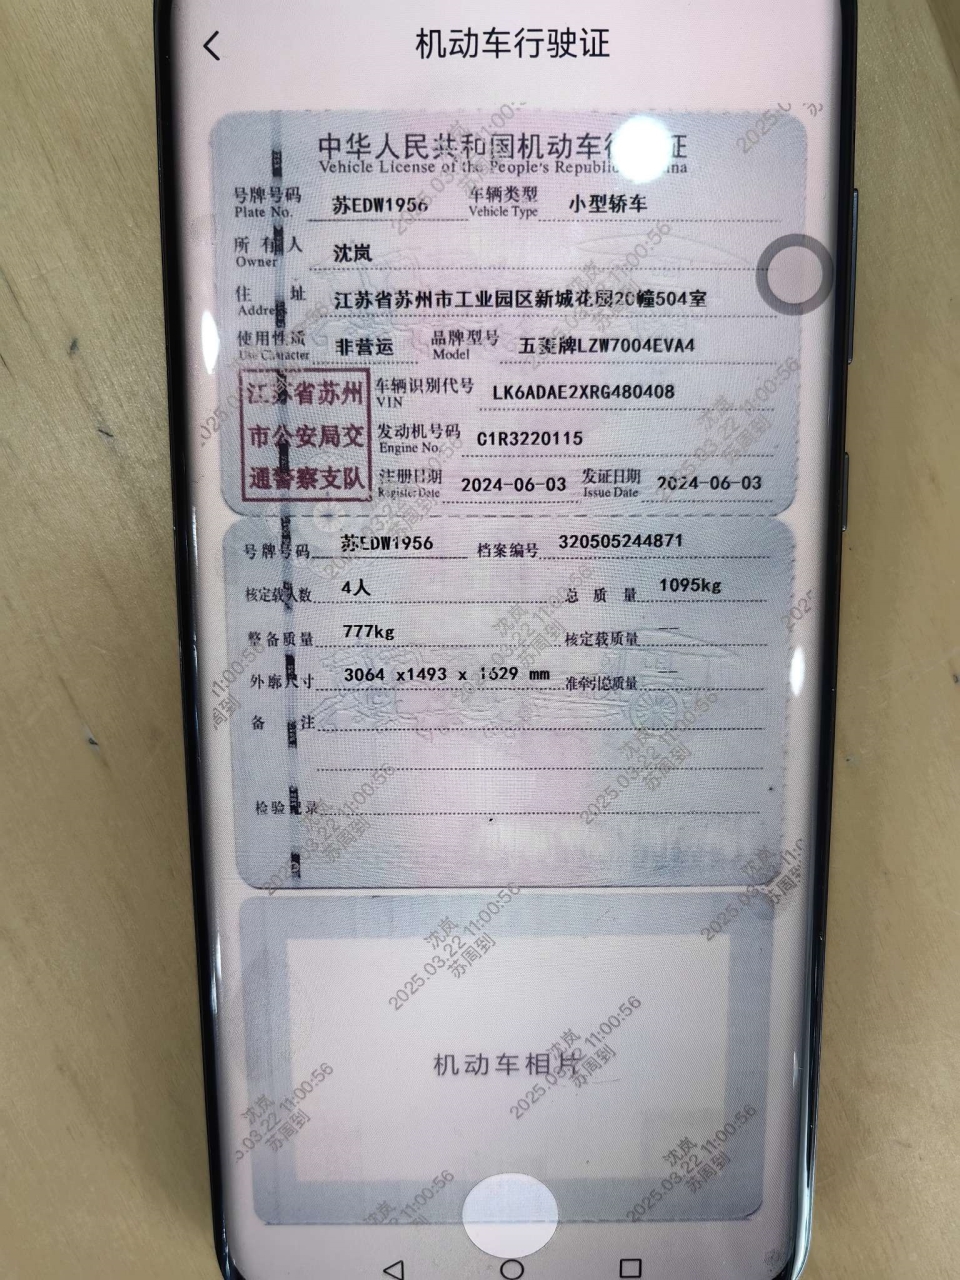 机动车行驶证
中华人民共和国机动车行 证
Vehicle License of the People's Republic
号牌号码 苏EDW1956 车辆类型 小型轿车
Plate No. Vehicle Type
所有人 沈岚
Owner
住址 江苏省苏州市工业园区新城花园20幢504室
Address
使用性质 非营运 品牌型号 五菱牌LZW7004EVA4
Use Character Model
江苏省苏州
市公安局交
通警察支队
车辆识别代号 LK6ADAE2XRG480408
VIN
发动机号码 C1R3220115
Engine No.
注册日期 2024-06-03 发证日期 2024-06-03
Register Date Issue Date
号牌号码 苏EDW1956 档案编号 320505244871
核定载人数 4人 总质量 1095kg
整备质量 777kg 核定载质量 --
外廓尺寸 3064 x1493 x 1629 mm 准牵引总质量 --
备注
检验记录
机动车相片
沈岚
2025.03.22 11:00:56
苏周到